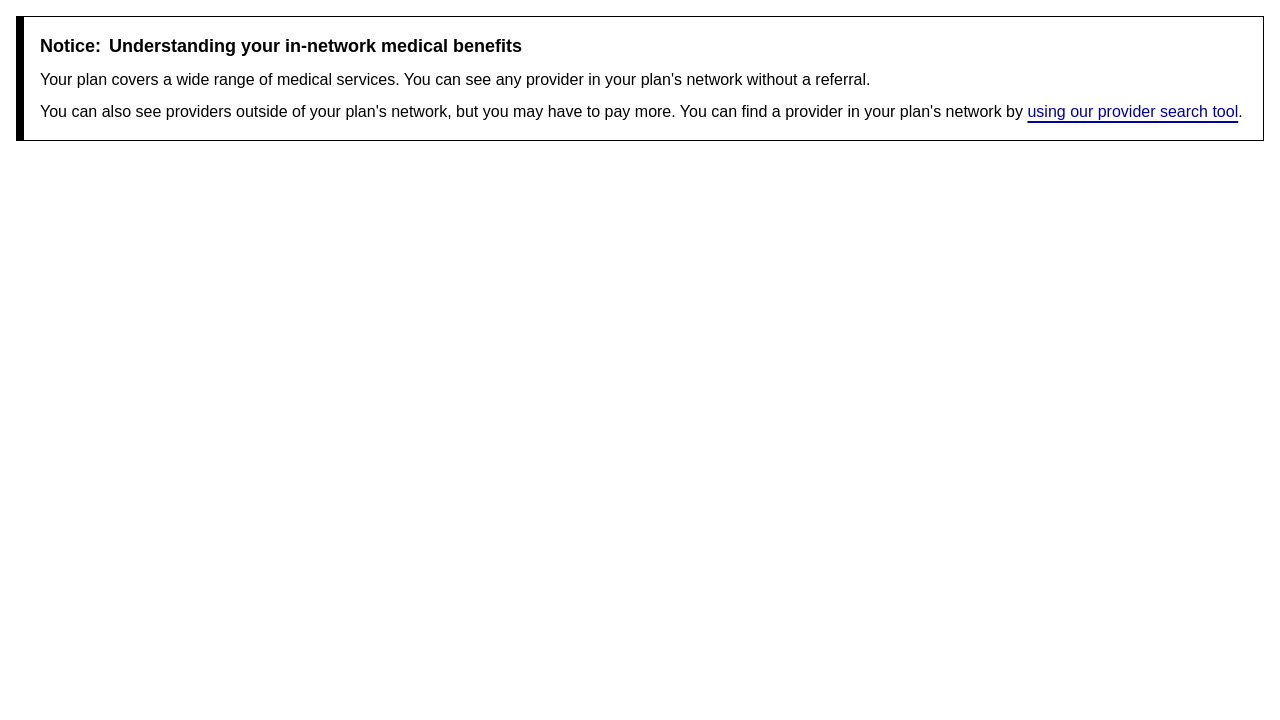 Notice: Understanding your in-network medical benefits
Your plan covers a wide range of medical services. You can see any provider in your plan's network without a referral.
You can also see providers outside of your plan's network, but you may have to pay more. You can find a provider in your plan's network by using our provider search tool.